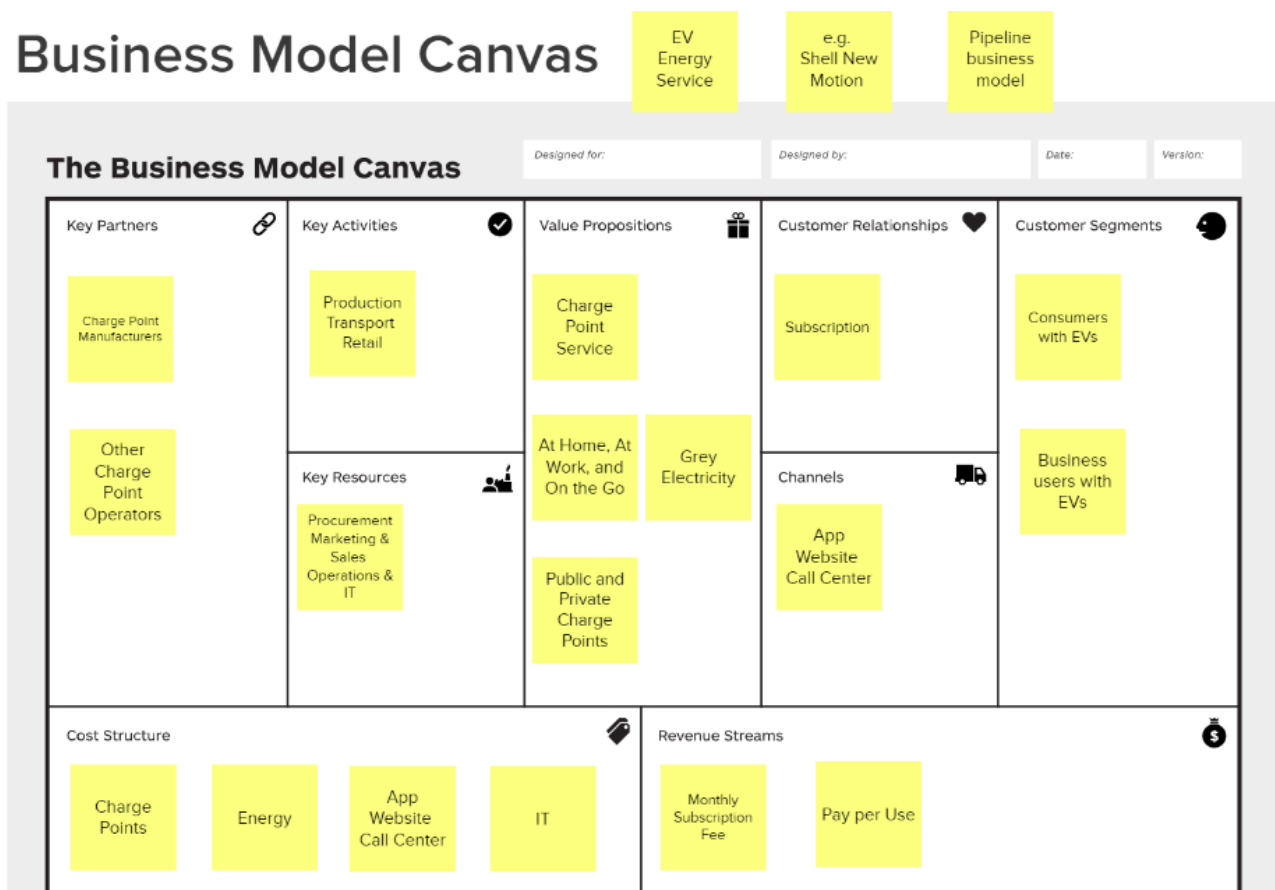 Business Model Canvas
EV
Energy
Service
e.g.
Shell New
Motion
Pipeline
business
model
The Business Model Canvas
Designed for:
Designed by:
Date:
Version:
Key Partners
Charge Point
Manufacturers
Other
Charge
Point
Operators
Key Activities
Production
Transport
Retail
Key Resources
Procurement
Marketing &
Sales
Operations &
IT
Value Propositions
Charge
Point
Service
At Home, At
Work, and
On the Go
Grey
Electricity
Public and
Private
Charge
Points
Customer Relationships
Subscription
Channels
App
Website
Call Center
Customer Segments
Consumers
with EVs
Business
users with
EVs
Cost Structure
Charge
Points
Energy
App
Website
Call Center
IT
Revenue Streams
$
Monthly
Subscription
Fee
Pay per Use